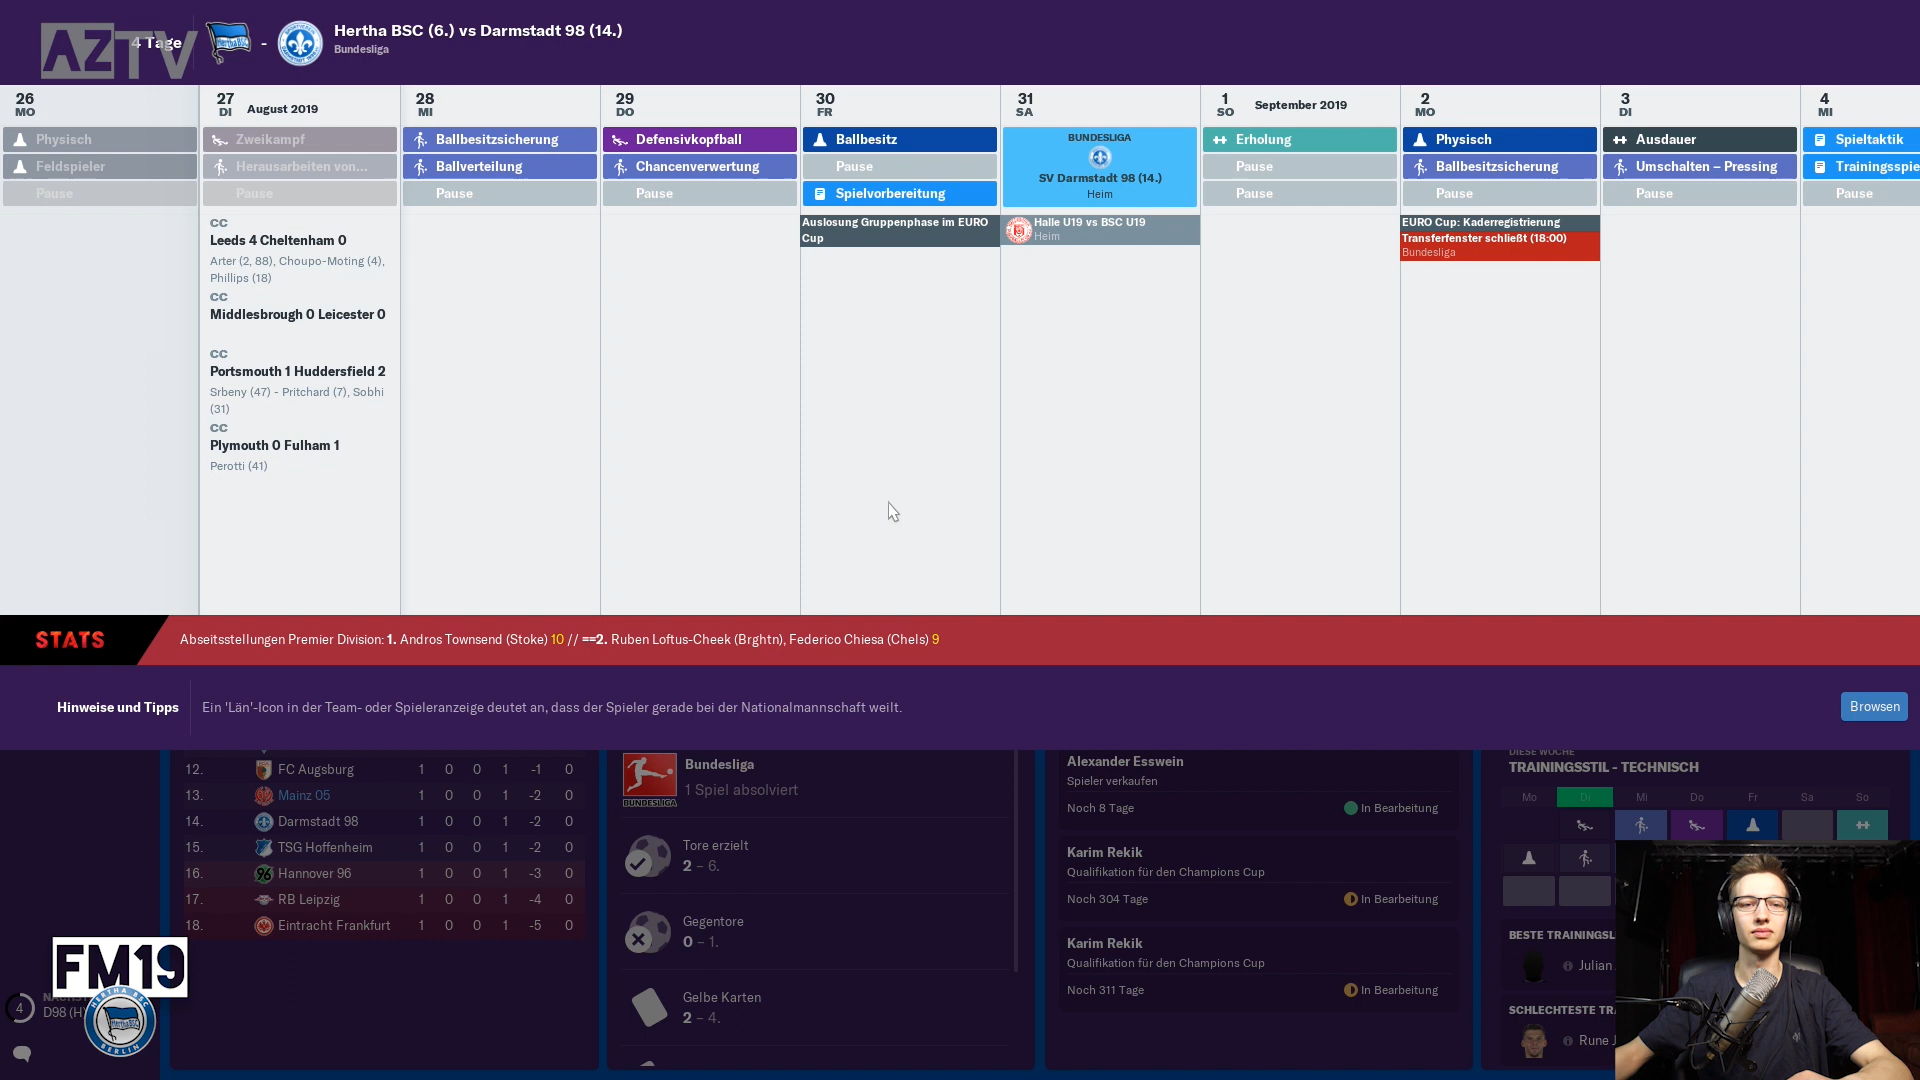 AZTV
4 Tage
-
Hertha BSC (6.) vs Darmstadt 98 (14.)
Bundesliga
26
MO
Physisch
Feldspieler
Pause
27
DI
August 2019
Zweikampf
Herausarbeiten von...
Pause
CC
Leeds 4 Cheltenham 0
Arter (2, 88), Choupo-Moting (4),
Phillips (18)
CC
Middlesbrough 0 Leicester 0
CC
Portsmouth 1 Huddersfield 2
Srbeny (47) - Pritchard (7), Sobhi
(31)
CC
Plymouth 0 Fulham 1
Perotti (41)
28
MI
Ballbesitzsicherung
Ballverteilung
Pause
29
DO
Defensivkopfball
Chancenverwertung
Pause
30
FR
Ballbesitz
Pause
Spielvorbereitung
Auslosung Gruppenphase im EURO
Cup
31
SA
BUNDESLIGA
SV Darmstadt 98 (14.)
Heim
Halle U19 vs BSC U19
Heim
1
SO
September 2019
Erholung
Pause
Pause
2
MO
Physisch
Ballbesitzsicherung
Pause
EURO Cup: Kaderregistrierung
Transferfenster schließt (18:00)
Bundesliga
3
DI
Ausdauer
Umschalten – Pressing
Pause
4
MI
Spieltaktik
Trainingsspie
Pause
STATS
Abseitsstellungen Premier Division: 1. Andros Townsend (Stoke) 10 // ==2. Ruben Loftus-Cheek (Brghtn), Federico Chiesa (Chels) 9
Hinweise und Tipps
Ein 'Län'-Icon in der Team- oder Spieleranzeige deutet an, dass der Spieler gerade bei der Nationalmannschaft weilt.
Browsen
12. FC Augsburg 1 0 0 1 -1 0
13. Mainz 05 1 0 0 1 -2 0
14. Darmstadt 98 1 0 0 1 -2 0
15. TSG Hoffenheim 1 0 0 1 -2 0
16. Hannover 96 1 0 0 1 -3 0
17. RB Leipzig 1 0 0 1 -4 0
18. Eintracht Frankfurt 1 0 0 1 -5 0
BUNDESLIGA
Bundesliga
1 Spiel absolviert
Tore erzielt
2 – 6.
Gegentore
0 – 1.
Gelbe Karten
2 – 4.
Alexander Esswein
Spieler verkaufen
Noch 8 Tage
In Bearbeitung
Karim Rekik
Qualifikation für den Champions Cup
Noch 304 Tage
In Bearbeitung
Karim Rekik
Qualifikation für den Champions Cup
Noch 311 Tage
In Bearbeitung
DIESE WOCHE
TRAININGSSTIL - TECHNISCH
Mo Di Mi Do Fr Sa So
BESTE TRAININGSL
Julian
SCHLECHTESTE TRA
Rune J
FM19
4
D98 (H
HERTHA BSC
Hertha BSC
BERLIN